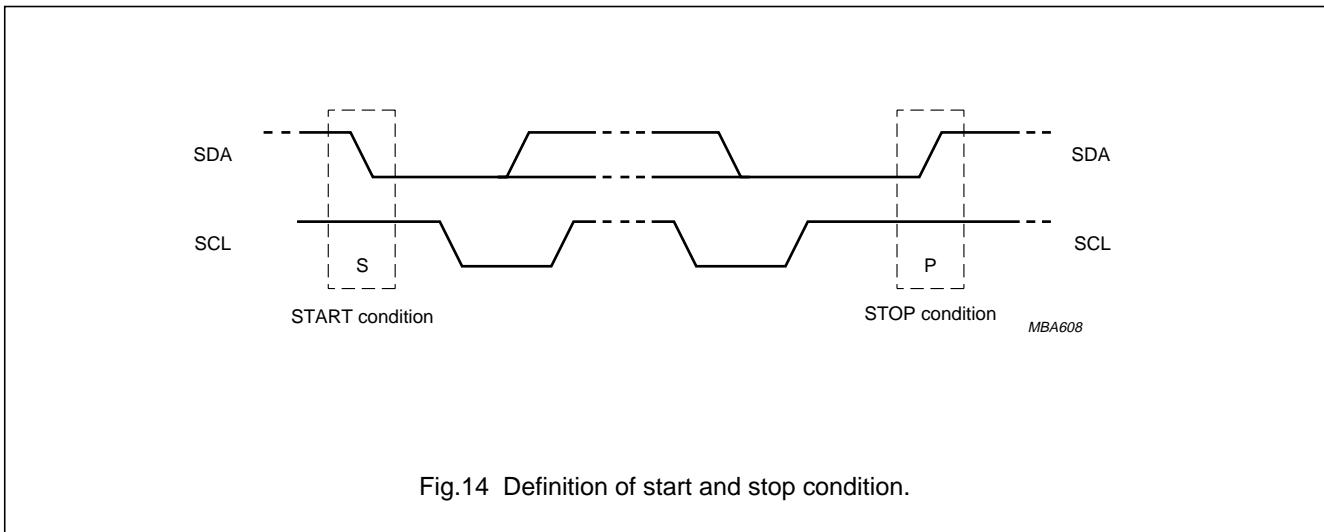 SDA
SDA
SCL
SCL
S
P
START condition
STOP condition
MBA608
Fig.14 Definition of start and stop condition.